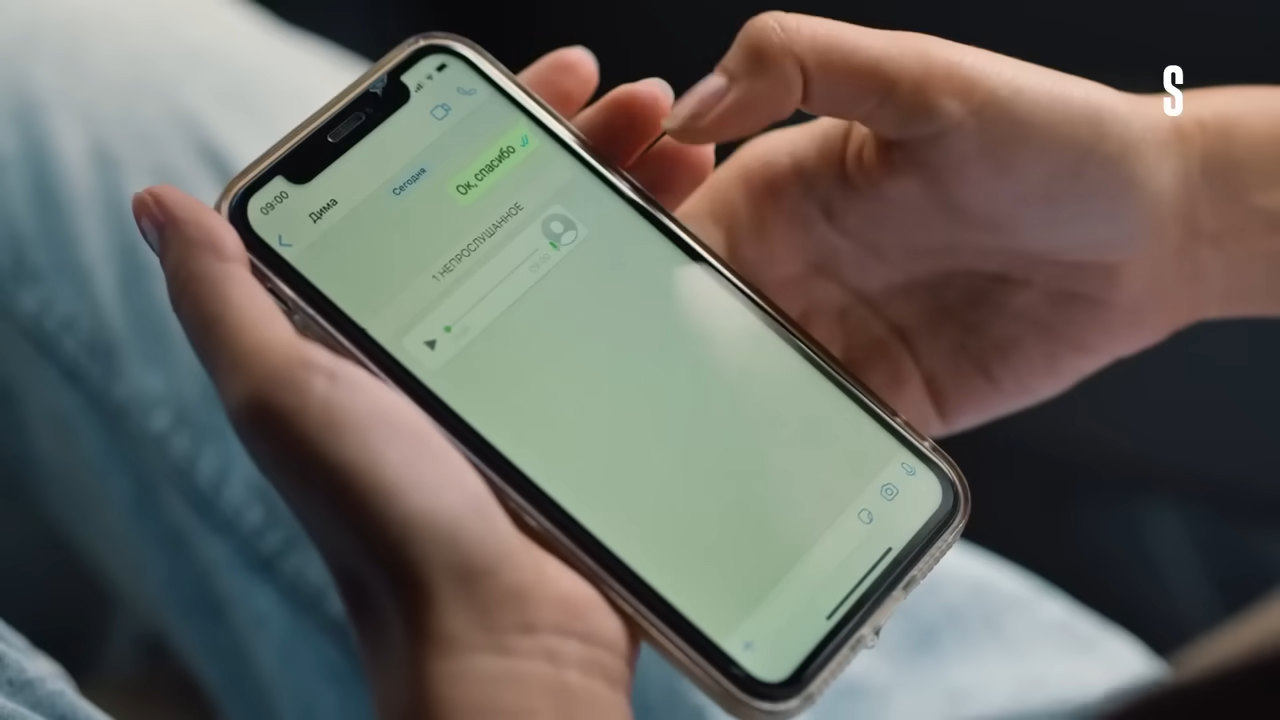 S
09:00
Дима
Сегодня
Ок, спасибо
1 НЕПРОСЛУШАННОЕ